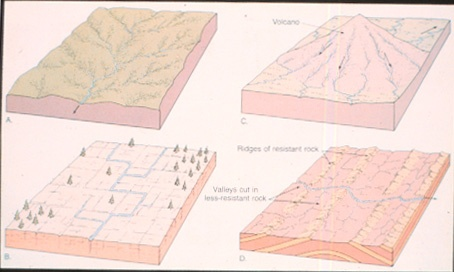 A.
Volcano
C.
B.
Valleys cut in
less-resistant rock
Ridges of resistant rock
D.